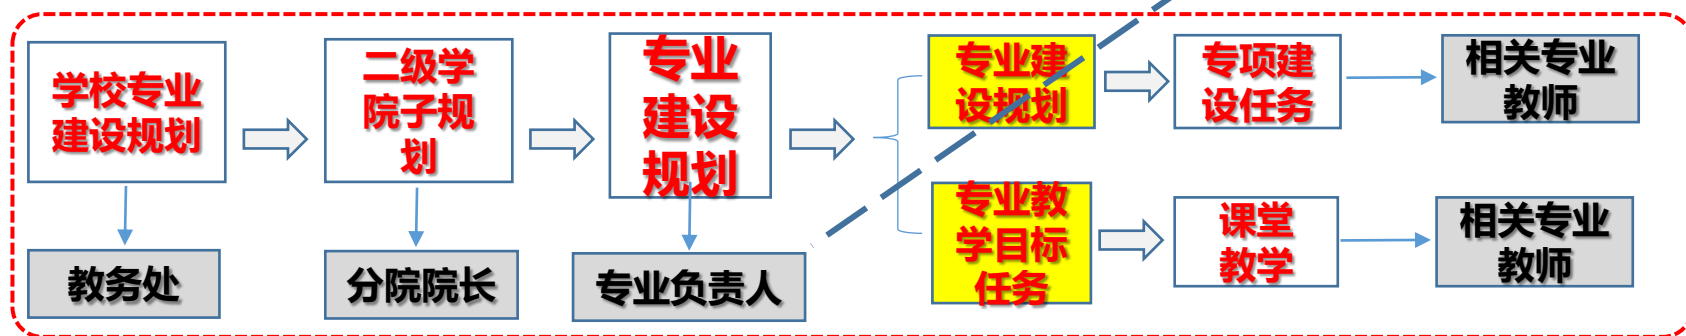 学校专业
建设规划
二级学
院子规
划
专业
建设
规划
专业建
设规划
专项建
设任务
相关专业
教师
专业教
学目标
任务
课堂
教学
相关专业
教师
教务处
分院院长
专业负责人